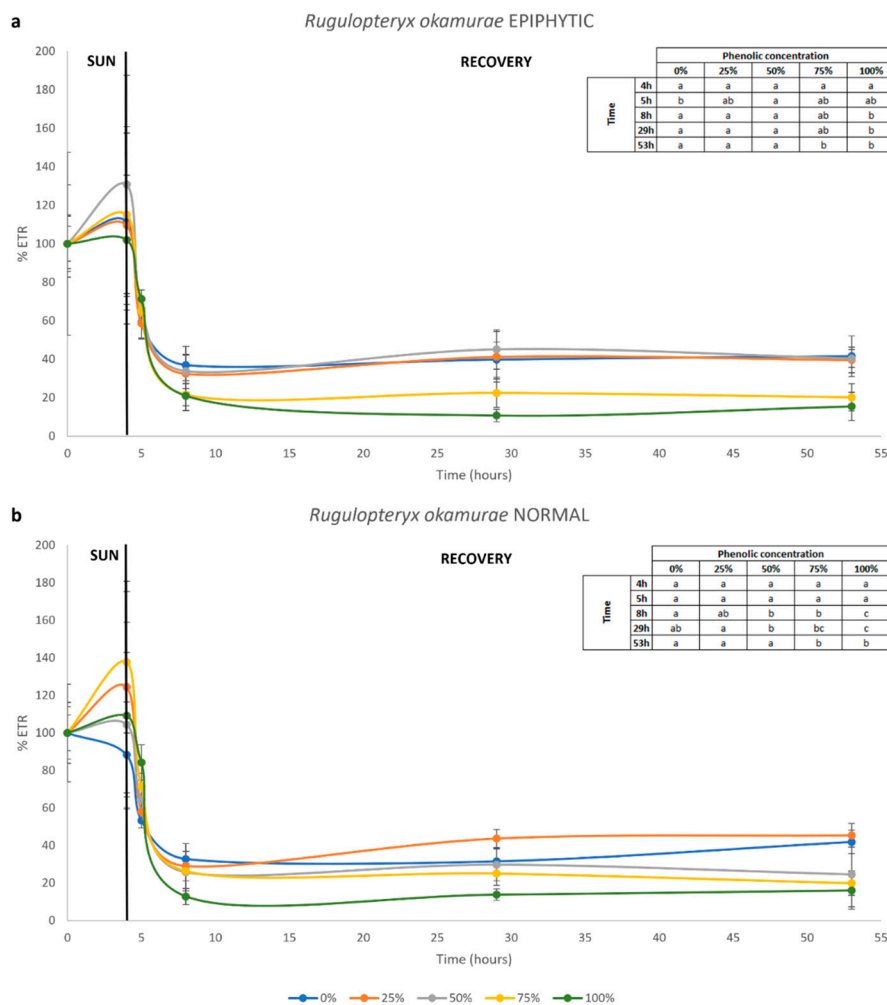 a
Rugulopteryx okamurae EPIPHYTIC
SUN
RECOVERY
Phenolic concentration
0% 25% 50% 75% 100%
Time
4h a a a a a
5h b ab a ab ab
8h a a a ab b
29h a a a ab b
53h a a a b b
% ETR
200
180
160
140
120
100
80
60
40
20
0
0 5 10 15 20 25 30 35 40 45 50 55
Time (hours)
b
Rugulopteryx okamurae NORMAL
SUN
RECOVERY
Phenolic concentration
0% 25% 50% 75% 100%
Time
4h a a a a a
5h a a a a a
8h a ab b b c
29h ab a b bc c
53h a a a b b
% ETR
200
180
160
140
120
100
80
60
40
20
0
0 5 10 15 20 25 30 35 40 45 50 55
Time (hours)
0% 25% 50% 75% 100%